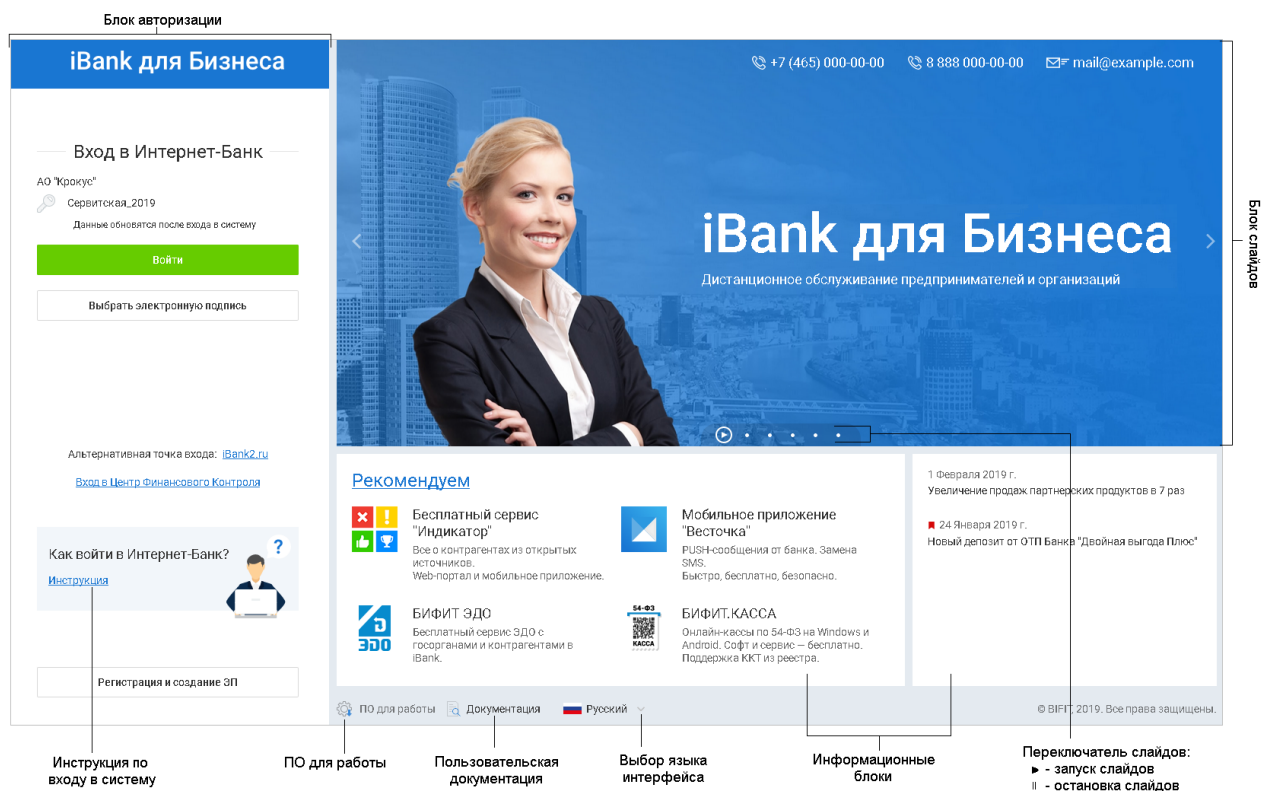 Блок авторизации
iBank для Бизнеса
Вход в Интернет-Банк
АО "Крокус"
Сервитская_2019
Данные обновятся после входа в систему
Войти
Выбрать электронную подпись
Альтернативная точка входа: iBank2.ru
Вход в Центр Финансового Контроля
Как войти в Интернет-Банк?
?
Инструкция
Регистрация и создание ЭП
+7 (465) 000-00-00
8 888 000-00-00
mail@example.com
iBank для Бизнеса
Дистанционное обслуживание предпринимателей и организаций
Блок слайдов
Рекомендуем
Бесплатный сервис
"Индикатор"
Все о контрагентах из открытых
источников.
Web-портал и мобильное приложение.
Мобильное приложение
"Весточка"
PUSH-сообщения от банка. Замена
SMS.
Быстро, бесплатно, безопасно.
ЭДО
БИФИТ ЭДО
Бесплатный сервис ЭДО с
госорганами и контрагентами в
iBank.
54-ФЗ
КАССА
БИФИТ.КАССА
Онлайн-кассы по 54-ФЗ на Windows и
Android. Софт и сервис — бесплатно.
Поддержка ККТ из реестра.
1 Февраля 2019 г.
Увеличение продаж партнерских продуктов в 7 раз
24 Января 2019 г.
Новый депозит от ОТП Банка "Двойная выгода Плюс"
ПО для работы
Документация
Русский
© BIFIT, 2019. Все права защищены.
Инструкция по
входу в систему
ПО для работы
Пользовательская
документация
Выбор языка
интерфейса
Информационные
блоки
Переключатель слайдов:
- запуск слайдов
- остановка слайдов